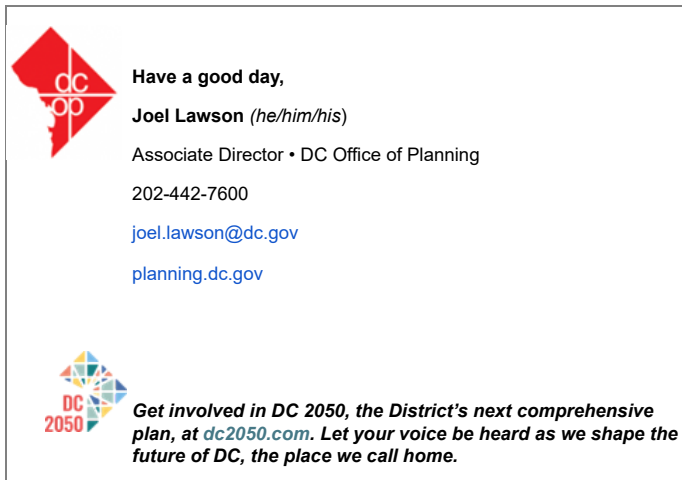 dc
op
Have a good day,
Joel Lawson (he/him/his)
Associate Director • DC Office of Planning
202-442-7600
joel.lawson@dc.gov
planning.dc.gov
DC
2050
Get involved in DC 2050, the District’s next comprehensive
plan, at dc2050.com. Let your voice be heard as we shape the
future of DC, the place we call home.